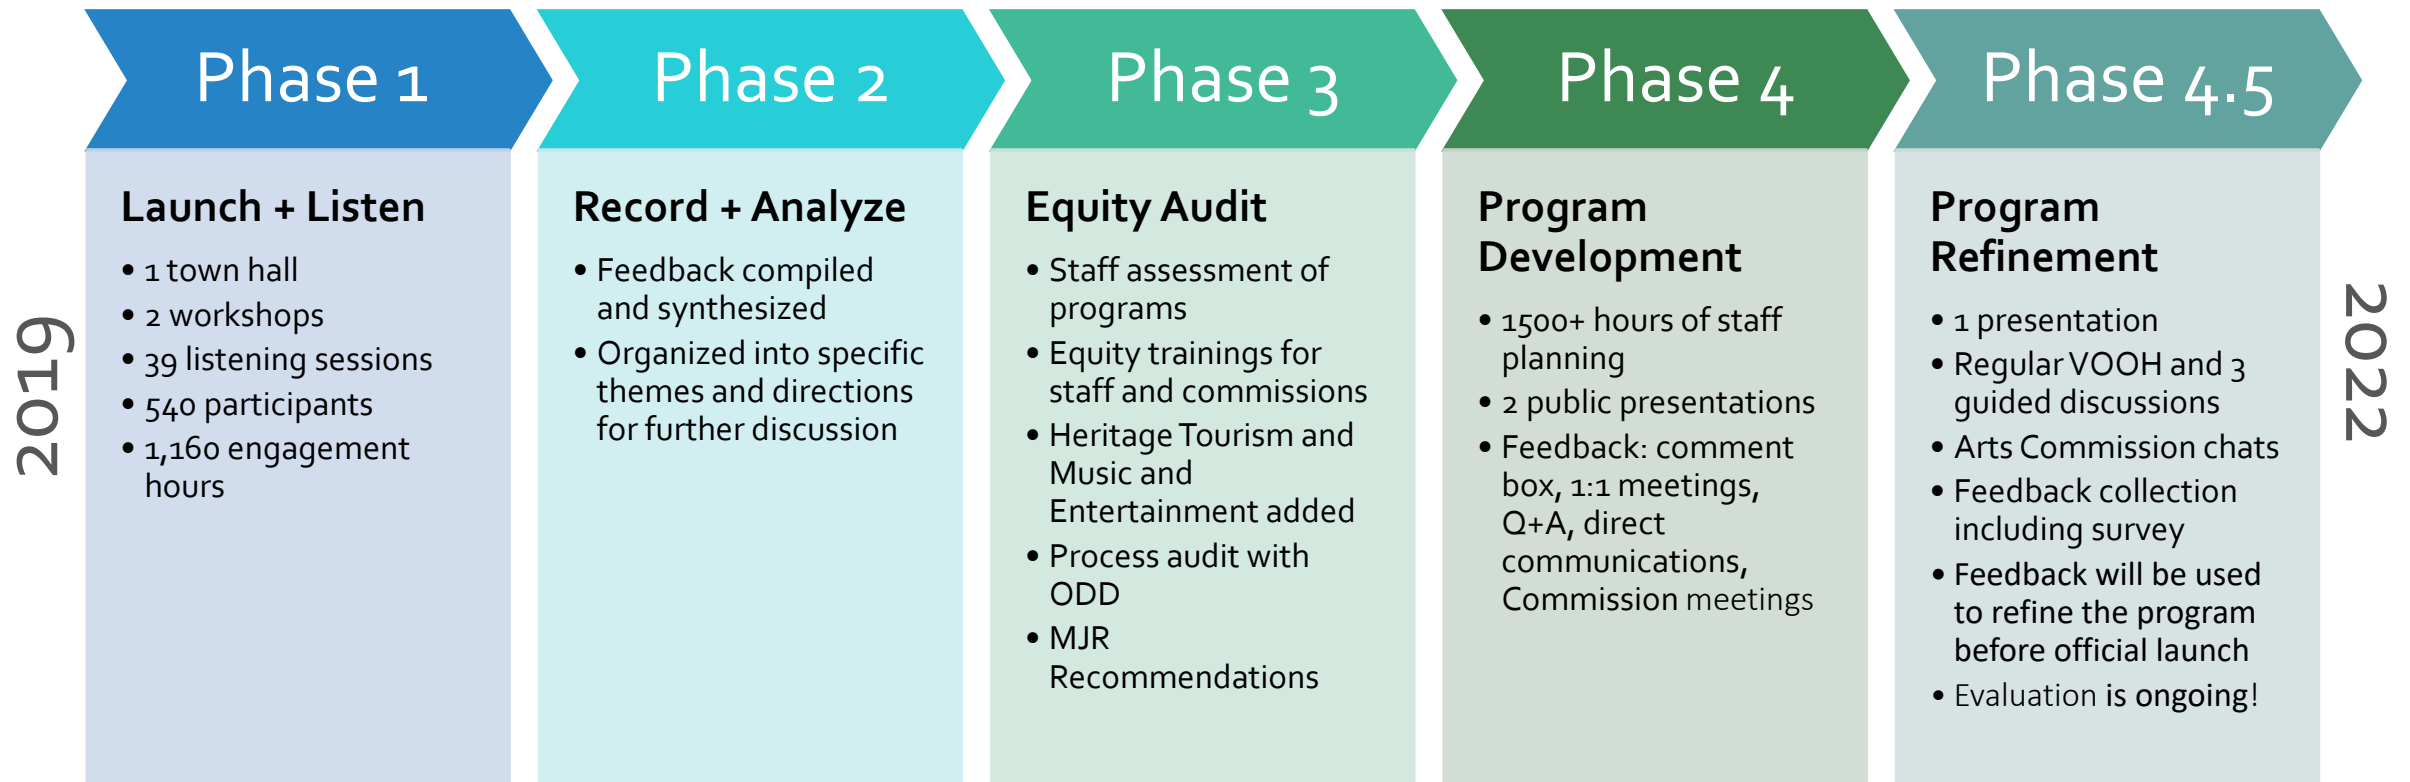 2019
Phase 1
Launch + Listen
• 1 town hall
• 2 workshops
• 39 listening sessions
• 540 participants
• 1,160 engagement
hours
Phase 2
Record + Analyze
• Feedback compiled
and synthesized
• Organized into specific
themes and directions
for further discussion
Phase 3
Equity Audit
• Staff assessment of
programs
• Equity trainings for
staff and commissions
• Heritage Tourism and
Music and
Entertainment added
• Process audit with
ODD
• MJR
Recommendations
Phase 4
Program
Development
• 1500+ hours of staff
planning
• 2 public presentations
• Feedback: comment
box, 1:1 meetings,
Q+A, direct
communications,
Commission meetings
Phase 4.5
Program
Refinement
• 1 presentation
• Regular VOOH and 3
guided discussions
• Arts Commission chats
• Feedback collection
including survey
• Feedback will be used
to refine the program
before official launch
• Evaluation is ongoing!
2022